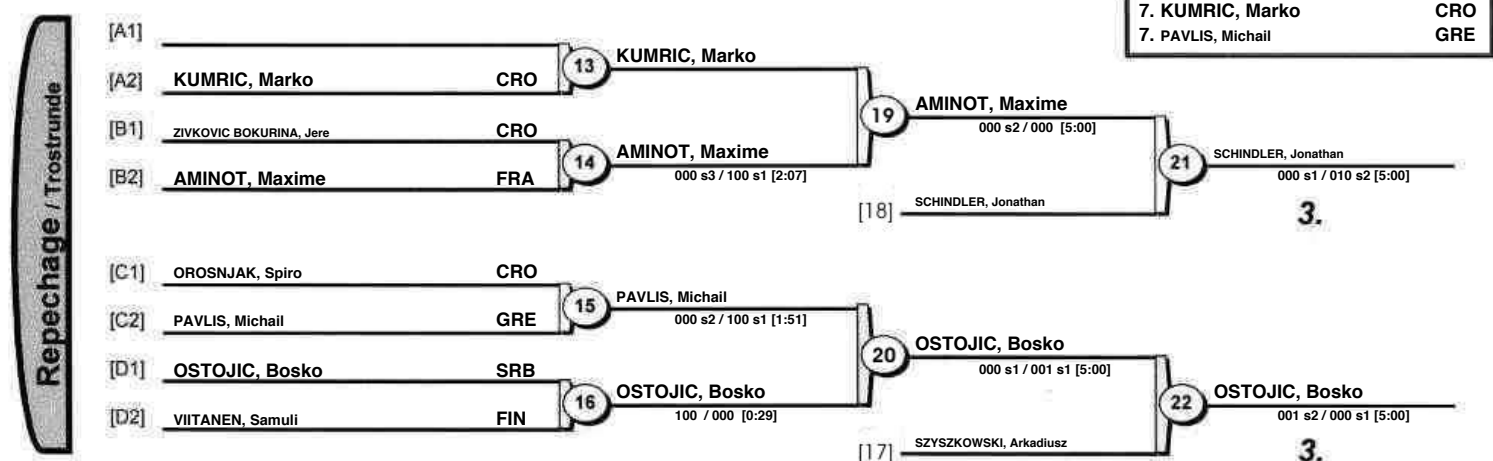 7. KUMRIC, Marko CRO
7. PAVLIS, Michail GRE
Repechage / Trostrunde
[A1]
[A2] KUMRIC, Marko CRO
13 KUMRIC, Marko
[B1] ZIVKOVIC BOKURINA, Jere CRO
[B2] AMINOT, Maxime FRA
14 AMINOT, Maxime
000 s3 / 100 s1 [2:07]
19 AMINOT, Maxime
000 s2 / 000 [5:00]
[18] SCHINDLER, Jonathan
21 SCHINDLER, Jonathan
000 s1 / 010 s2 [5:00]
3.
[C1] OROSNJAK, Spiro CRO
[C2] PAVLIS, Michail GRE
15 PAVLIS, Michail
000 s2 / 100 s1 [1:51]
[D1] OSTOJIC, Bosko SRB
[D2] VIITANEN, Samuli FIN
16 OSTOJIC, Bosko
100 / 000 [0:29]
20 OSTOJIC, Bosko
000 s1 / 001 s1 [5:00]
[17] SZYSZKOWSKI, Arkadiusz
22 OSTOJIC, Bosko
001 s2 / 000 s1 [5:00]
3.